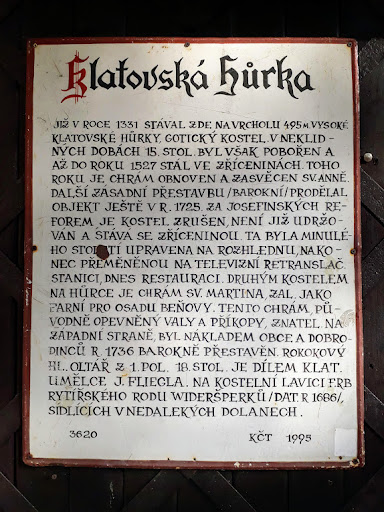 Klatovská hůrka
JIŽ V ROCE 1331 STÁVAL ZDE, NA VRCHOLU 495 M. VYSOKÉ
KLATOVSKÉ HŮRKY, GOTICKÝ KOSTEL. V NEKLID-
NÝCH DOBÁCH 15. STOL. BYL VŠAK POBOŘEN A
AŽ DO ROKU 1527 STÁL VE ZŘÍCENINÁCH. TOHO
ROKU JE CHRÁM OBNOVEN A ZASVĚCEN SV. ANNĚ.
DALŠÍ ZÁSADNÍ PŘESTAVBU /BAROKNÍ/ PRODĚLAL
OBJEKT JEŠTĚ V R. 1725. ZA JOSEFINSKÝCH RE-
FOREM JE KOSTEL ZRUŠEN, NENÍ JIŽ UDRŽO-
VÁN A STÁVÁ SE ZŘÍCENINOU. TA BYLA MINULÉ-
HO STOLETÍ UPRAVENA NA ROZHLEDNU, NAKO-
NEC PŘEMĚNĚNOU NA TELEVIZNÍ RETRANSLAČ.
STANICI, DNES RESTAURACI. DRUHÝM KOSTELEM
NA HŮRCE JE CHRÁM SV. MARTINA, ZAL. JAKO
FARNÍ PRO OSADU BEŇOVY. TENTO CHRÁM, PŮ-
VODNĚ OPEVNĚNÝ VALY A PŘÍKOPY, ZNATEL. NA
ZÁPADNÍ STRANĚ, BYL NÁKLADEM OBCE A DOBRO-
DINCŮ R. 1736 BAROKNĚ PŘESTAVĚN. ROKOKOVÝ
HL. OLTÁŘ Z 1. POL. 18. STOL. JE DÍLEM KLAT.
UMĚLCE J. FLIEGLA. NA KOSTELNÍ LAVICI ERB
RYTÍŘSKÉHO RODU WIDERŠPERKŮ /DAT. R 1686/,
SÍDLÍCÍCH V NEDALEKÝCH DOLANECH.
3620 KČT 1995